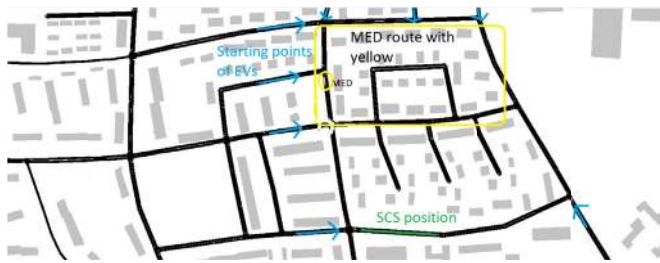 MED route with
yellow
Starting points
of EVs
MED
SCS position